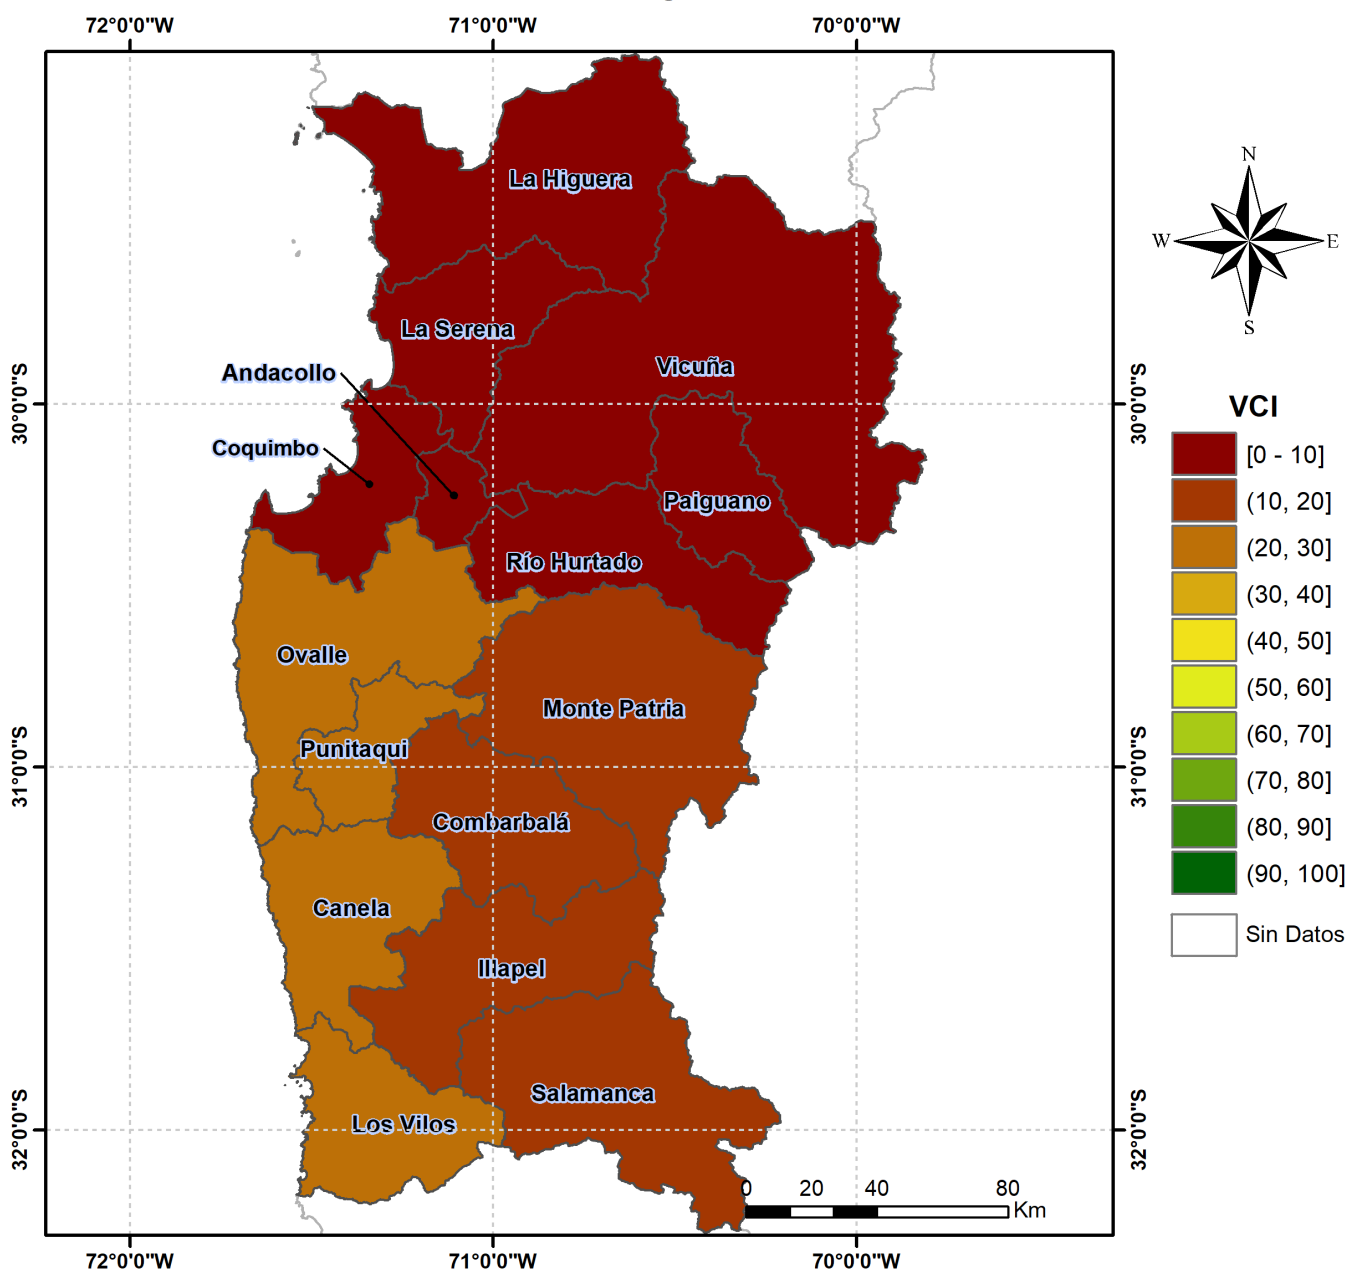 72°0'0"W 71°0'0"W 70°0'0"W
N
W E
S
La Higuera
La Serena
Vicuña
Andacollo
Coquimbo
Paiguano
Río Hurtado
Ovalle
Monte Patria
Punitaqui
Combarbalá
Canela
Illapel
Salamanca
Los Vilos
30°0'0"S 30°0'0"S
31°0'0"S 31°0'0"S
32°0'0"S 32°0'0"S
VCI
[0 - 10]
(10, 20]
(20, 30]
(30, 40]
(40, 50]
(50, 60]
(60, 70]
(70, 80]
(80, 90]
(90, 100]
Sin Datos
0 20 40 80
Km
72°0'0"W 71°0'0"W 70°0'0"W